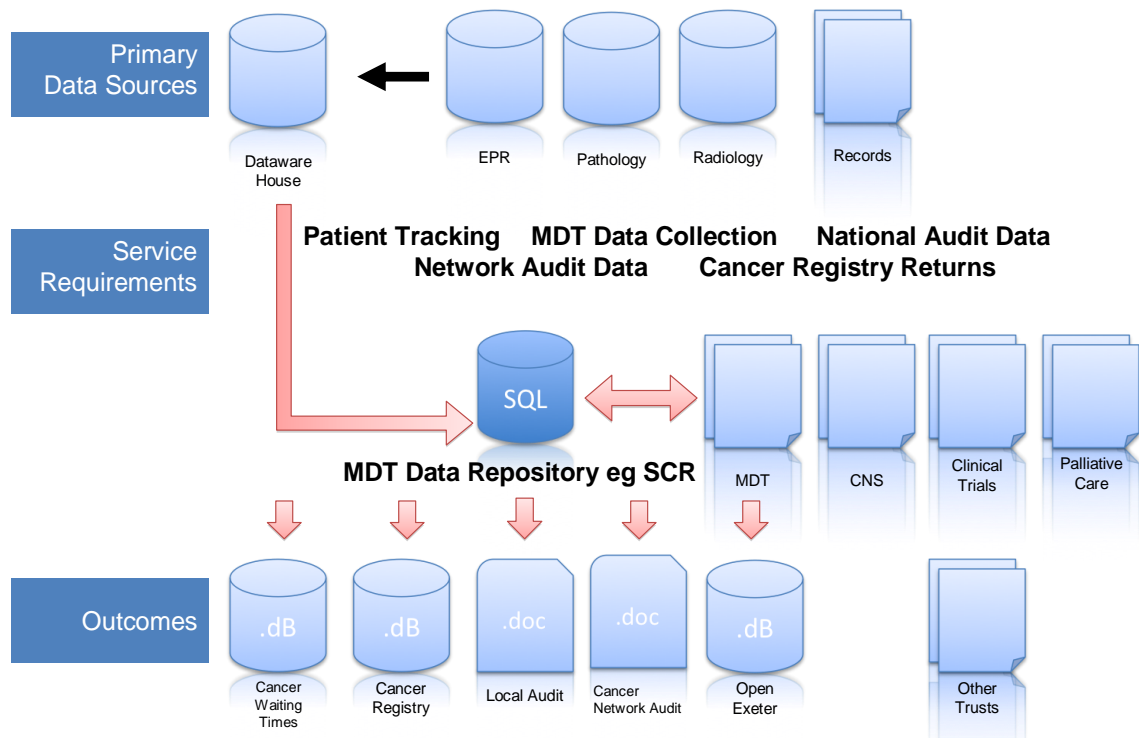 Primary
Data Sources
Dataware
House
EPR
Pathology
Radiology
Records
Service
Requirements
Patient Tracking MDT Data Collection National Audit Data
Network Audit Data Cancer Registry Returns
SQL
MDT Data Repository eg SCR
MDT
CNS
Clinical
Trials
Palliative
Care
Outcomes
.dB
.dB
.doc
.doc
.dB
Cancer
Waiting
Times
Cancer
Registry
Local Audit
Cancer
Network Audit
Open
Exeter
Other
Trusts